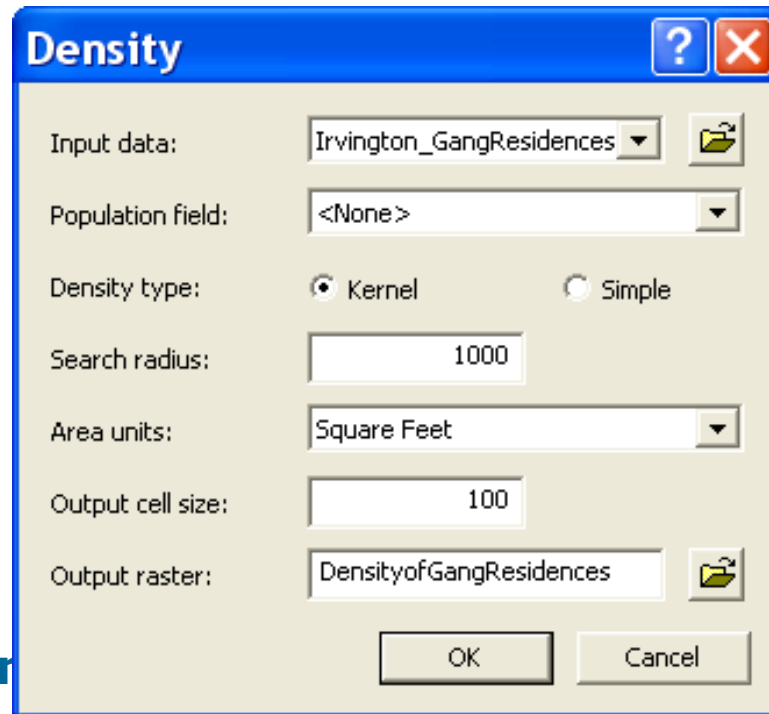 Density
Input data: Irvington_GangResidences
Population field: <None>
Density type: Kernel Simple
Search radius: 1000
Area units: Square Feet
Output cell size: 100
Output raster: DensityofGangResidences
OK Cancel